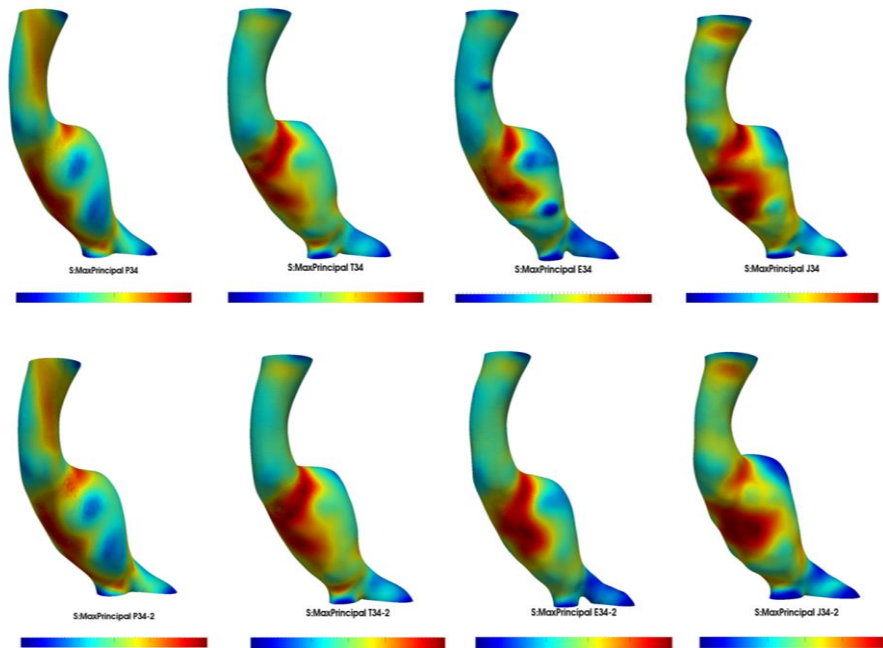 S:MaxPrincipal P34
S:MaxPrincipal T34
S:MaxPrincipal E34
S:MaxPrincipal J34
S:MaxPrincipal P34-2
S:MaxPrincipal T34-2
S:MaxPrincipal E34-2
S:MaxPrincipal J34-2